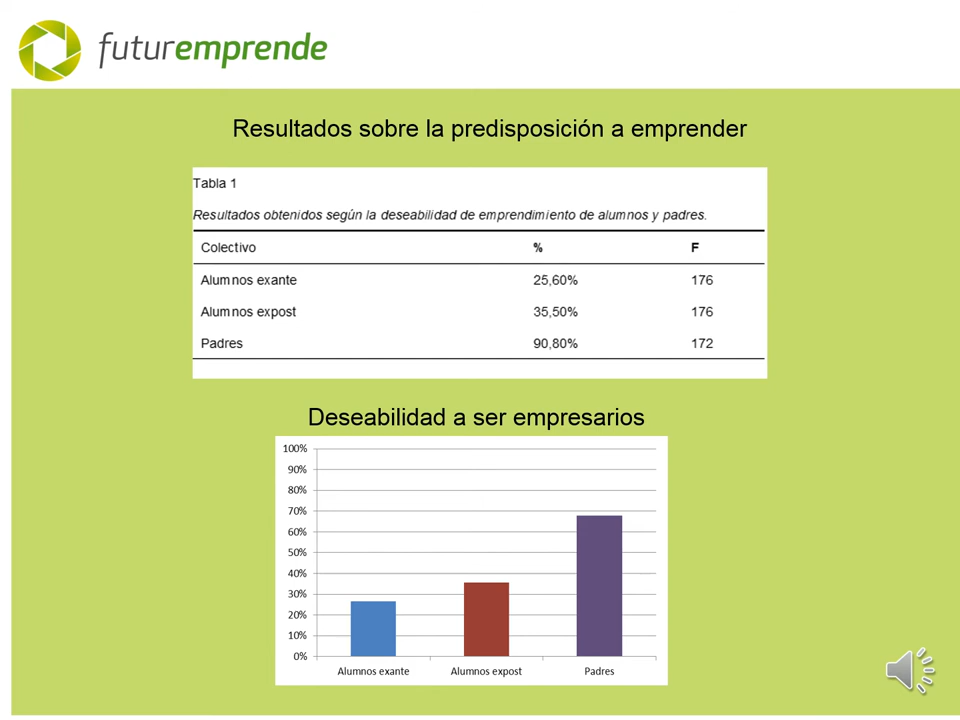 futuremprende
Resultados sobre la predisposición a emprender
Tabla 1
Resultados obtenidos según la deseabilidad de emprendimiento de alumnos y padres.
Colectivo % F
Alumnos exante 25,60% 176
Alumnos expost 35,50% 176
Padres 90,80% 172
Deseabilidad a ser empresarios
100%
90%
80%
70%
60%
50%
40%
30%
20%
10%
0%
Alumnos exante Alumnos expost Padres